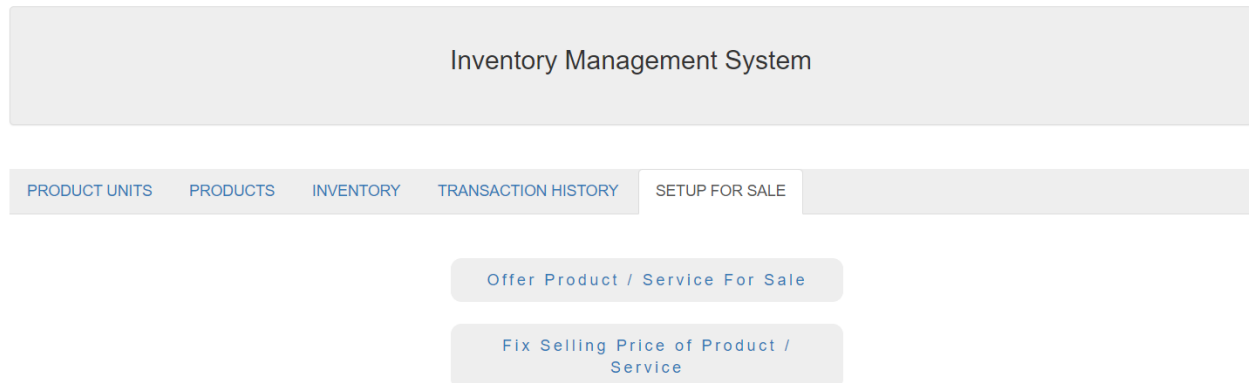 Inventory Management System
PRODUCT UNITS PRODUCTS INVENTORY TRANSACTION HISTORY SETUP FOR SALE
Offer Product / Service For Sale
Fix Selling Price of Product /
Service